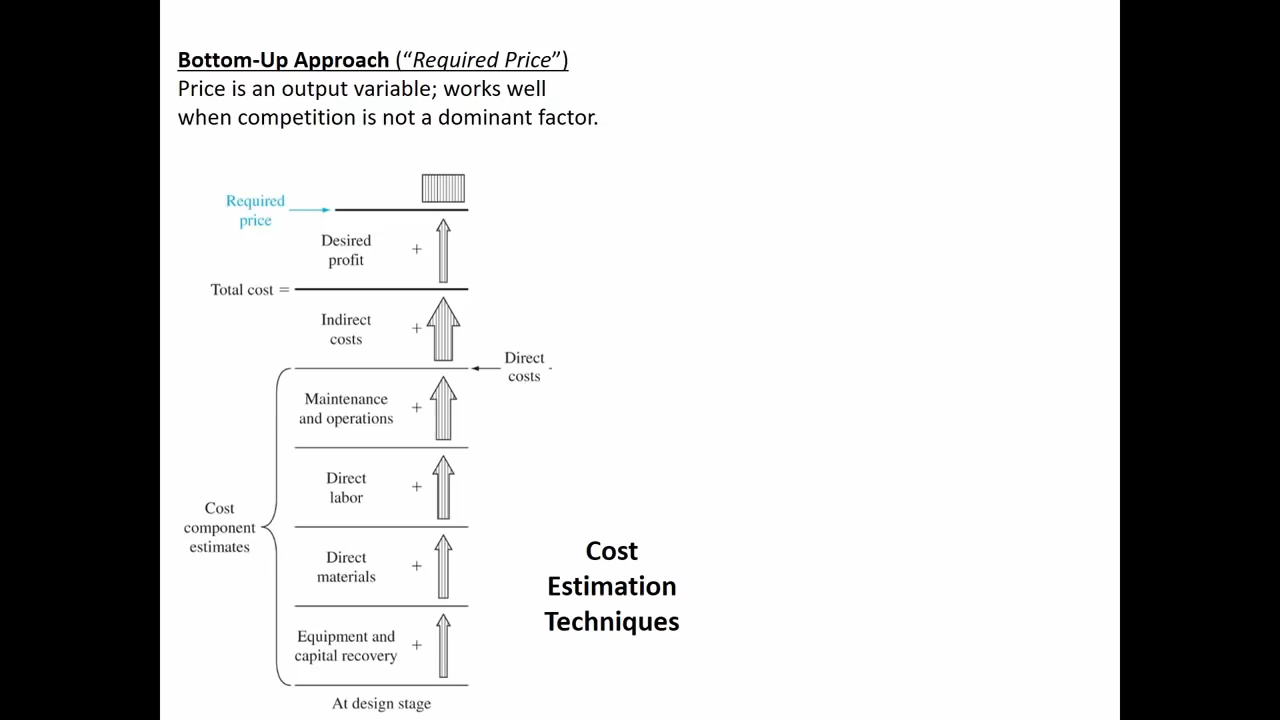 Bottom-Up Approach (“Required Price”)
Price is an output variable; works well
when competition is not a dominant factor.
Required
price
Desired
profit
+
Total cost =
Indirect
costs
+
Direct
costs
Maintenance
and operations
+
Direct
labor
+
Cost
component
estimates
Direct
materials
+
Equipment and
capital recovery
+
At design stage
Cost
Estimation
Techniques